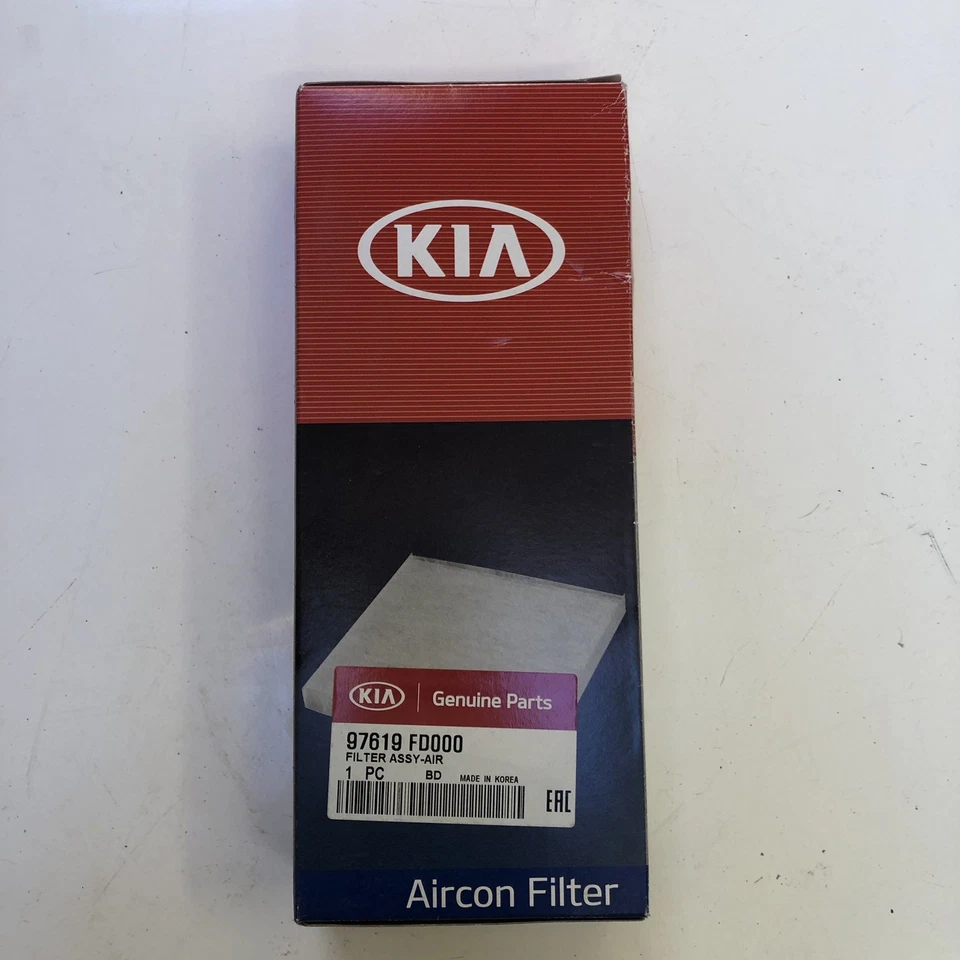 KIA
KIA Genuine Parts
97619 FD000
FILTER ASSY-AIR
1 PC BD MADE IN KOREA
EAC
Aircon Filter